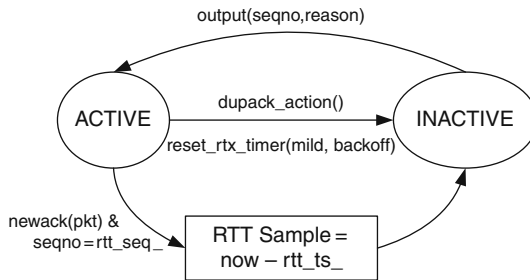 output(seqno,reason)
ACTIVE
dupack_action()
reset_rtx_timer(mild, backoff)
INACTIVE
newack(pkt) &
seqno=rtt_seq_
RTT Sample =
now – rtt_ts_